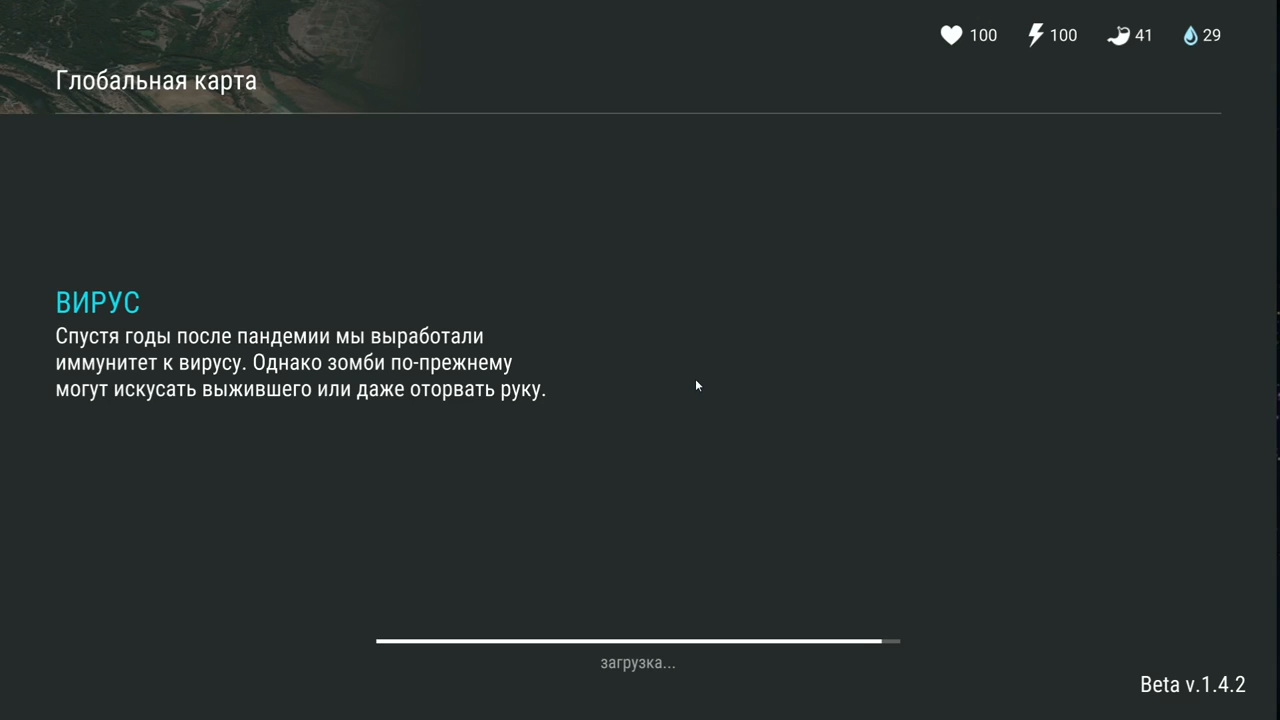 100 100 41 29
Глобальная карта
ВИРУС
Спустя годы после пандемии мы выработали
иммунитет к вирусу. Однако зомби по-прежнему
могут искусать выжившего или даже оторвать руку.
загрузка...
Beta v.1.4.2